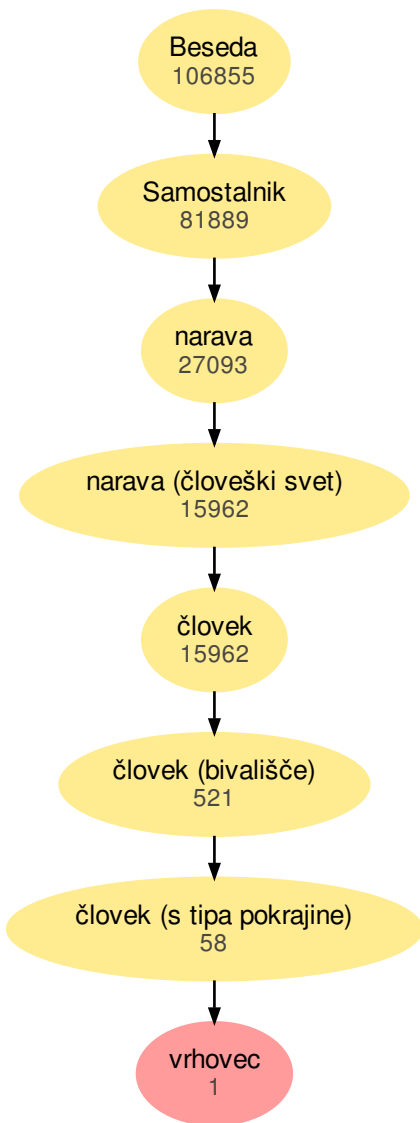 Beseda
106855
Samostalnik
81889
narava
27093
narava (človeški svet)
15962
človek
15962
človek (bivališče)
521
človek (s tipa pokrajine)
58
vrhovec
1